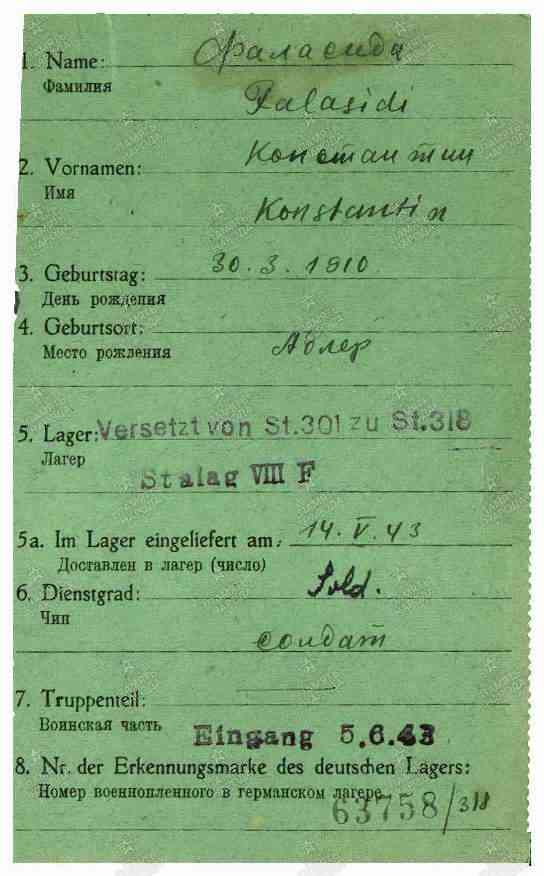 1. Name: Фаласиди
Фамилия
Falasidi
2. Vornamen: Константин
Имя
Konstantin
3. Geburtstag: 30.3.1910
День рождения
4. Geburtsort:
Место рождения Адлер
5. Lager: Versetzt von St.301 zu St.318
Лагер
Stalag VIII F
5a. Im Lager eingeliefert am: 14.V.43
Доставлен в лагер (число)
6. Dienstgrad: Sold.
Чин
солдат
7. Truppenteil: —
Воинская часть
Eingang 5.6.43
8. Nr. der Erkennungsmarke des deutschen Lagers:
Номер военнопленного в германском лагере
63758/318